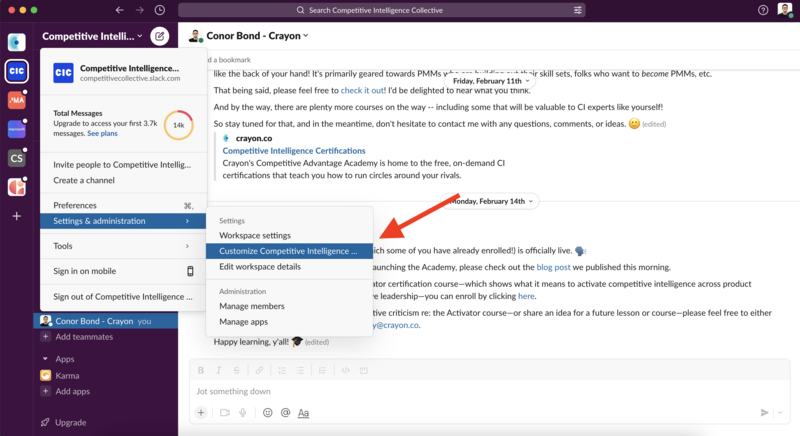 Search Competitive Intelligence Collective
Competitive Intelli...
CIC
Competitive Intelligence...
competitivecollective.slack.com
Total Messages
Upgrade to access your first 3.7k
messages. See plans
14k
Invite people to Competitive Intellig...
Create a channel
Preferences
⌘,
Settings & administration
Tools
Sign in on mobile
Sign out of Competitive Intelligence ...
Conor Bond - Crayon you
Add teammates
Apps
Karma
Add apps
Upgrade
CIC
CS
Settings
Workspace settings
Customize Competitive Intelligence ...
Edit workspace details
Administration
Manage members
Manage apps
Conor Bond - Crayon
d a bookmark
like the back of your hand! It's primarily geared towards PMMs who are building out their skill sets, folks who want to become PMMs, etc.
Friday, February 11th
That being said, please feel free to check it out! I'd be delighted to hear what you think.
And by the way, there are plenty more courses on the way -- including some that will be valuable to CI experts like yourself!
So stay tuned for that, and in the meantime, don't hesitate to contact me with any questions, comments, or ideas. (edited)
crayon.co
Competitive Intelligence Certifications
Crayon's Competitive Advantage Academy is home to the free, on-demand CI
certifications that teach you how to run circles around your rivals.
Monday, February 14th
hich some of you have already enrolled!) is officially live.
launching the Academy, please check out the blog post we published this morning.
ator certification course—which shows what it means to activate competitive intelligence across product
ve leadership—you can enroll by clicking here.
tive criticism re: the Activator course—or share an idea for a future lesson or course—please feel free to either
y@crayon.co.
Happy learning, y'all! (edited)
B I S
Jot something down
Aa